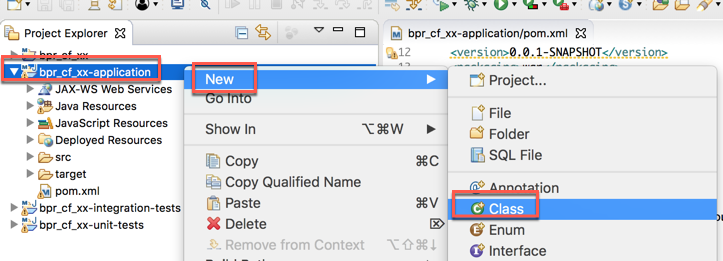 Project Explorer
bpr_cf_xx
bpr_cf_xx-application
JAX-WS Web Services
Java Resources
JavaScript Resources
Deployed Resources
src
target
pom.xml
bpr_cf_xx-integration-tests
bpr_cf_xx-unit-tests
bpr_cf_xx-application/pom.xml
12 <version>0.0.1-SNAPSHOT</version>
New
Go Into
Show In ⌥⌘W
Copy ⌘C
Copy Qualified Name
Paste ⌘V
Delete ⌦
Remove from Context ⌥⇧⌘↓
Project...
File
Folder
SQL File
Annotation
Class
Enum
Interface